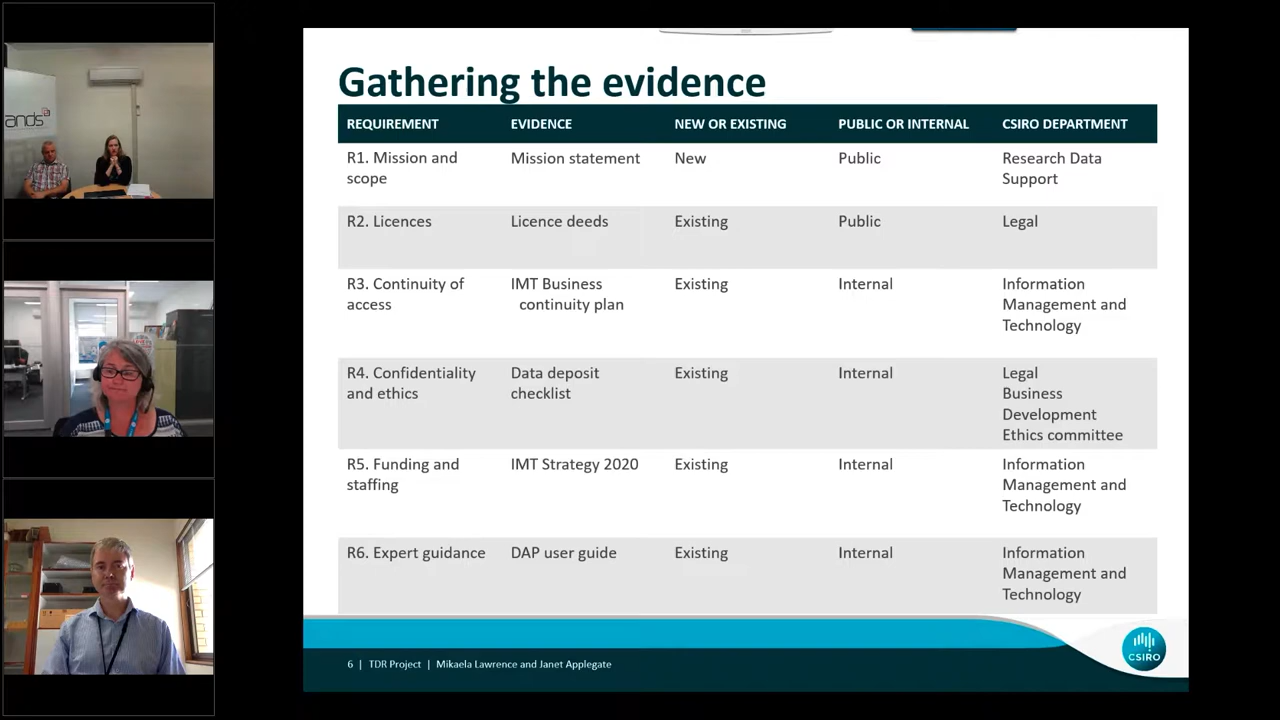 ands
Gathering the evidence
REQUIREMENT EVIDENCE NEW OR EXISTING PUBLIC OR INTERNAL CSIRO DEPARTMENT
R1. Mission and scope Mission statement New Public Research Data Support
R2. Licences Licence deeds Existing Public Legal
R3. Continuity of access IMT Business continuity plan Existing Internal Information Management and Technology
R4. Confidentiality and ethics Data deposit checklist Existing Internal Legal Business Development Ethics committee
R5. Funding and staffing IMT Strategy 2020 Existing Internal Information Management and Technology
R6. Expert guidance DAP user guide Existing Internal Information Management and Technology
6 | TDR Project | Mikaela Lawrence and Janet Applegate
CSIRO